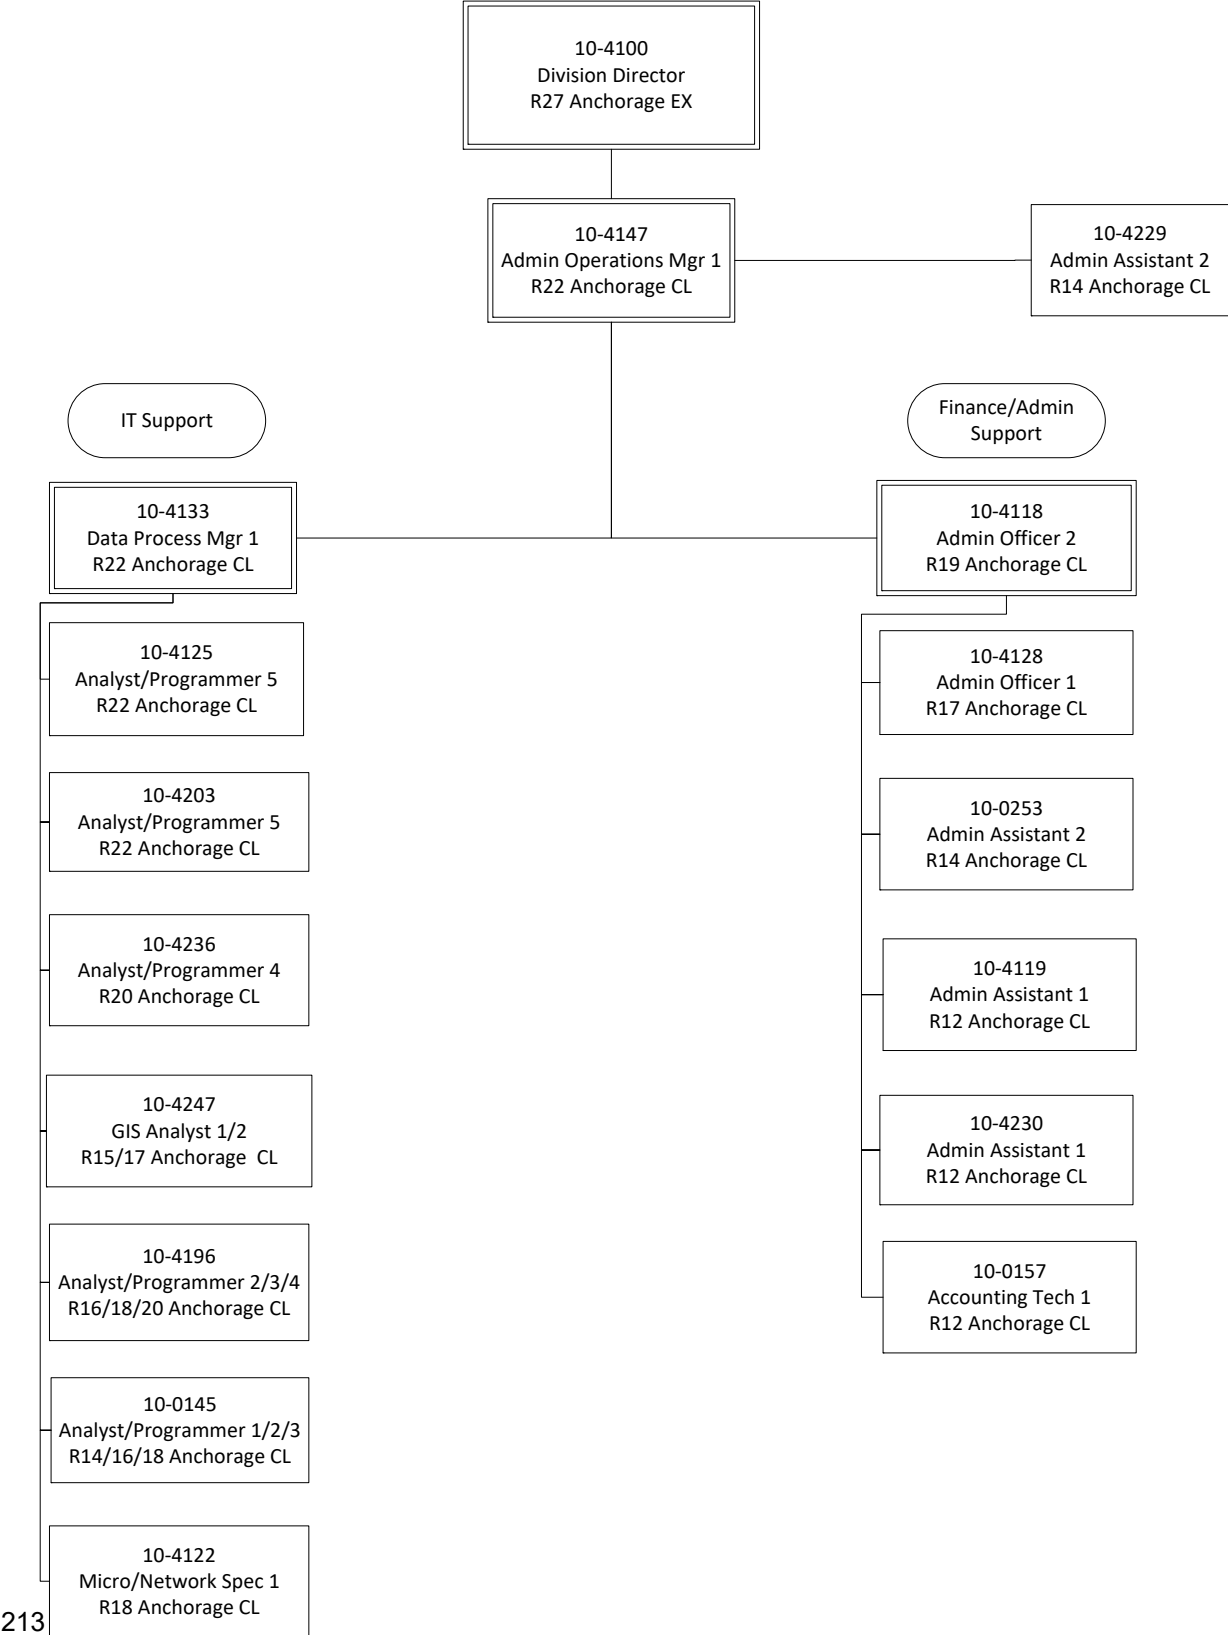 10-4100
Division Director
R27 Anchorage EX
10-4147
Admin Operations Mgr 1
R22 Anchorage CL
10-4229
Admin Assistant 2
R14 Anchorage CL
IT Support
Finance/Admin
Support
10-4133
Data Process Mgr 1
R22 Anchorage CL
10-4118
Admin Officer 2
R19 Anchorage CL
10-4125
Analyst/Programmer 5
R22 Anchorage CL
10-4203
Analyst/Programmer 5
R22 Anchorage CL
10-4236
Analyst/Programmer 4
R20 Anchorage CL
10-4247
GIS Analyst 1/2
R15/17 Anchorage  CL
10-4196
Analyst/Programmer 2/3/4
R16/18/20 Anchorage CL
10-0145
Analyst/Programmer 1/2/3
R14/16/18 Anchorage CL
10-4122
Micro/Network Spec 1
R18 Anchorage CL
10-4128
Admin Officer 1
R17 Anchorage CL
10-0253
Admin Assistant 2
R14 Anchorage CL
10-4119
Admin Assistant 1
R12 Anchorage CL
10-4230
Admin Assistant 1
R12 Anchorage CL
10-0157
Accounting Tech 1
R12 Anchorage CL
213